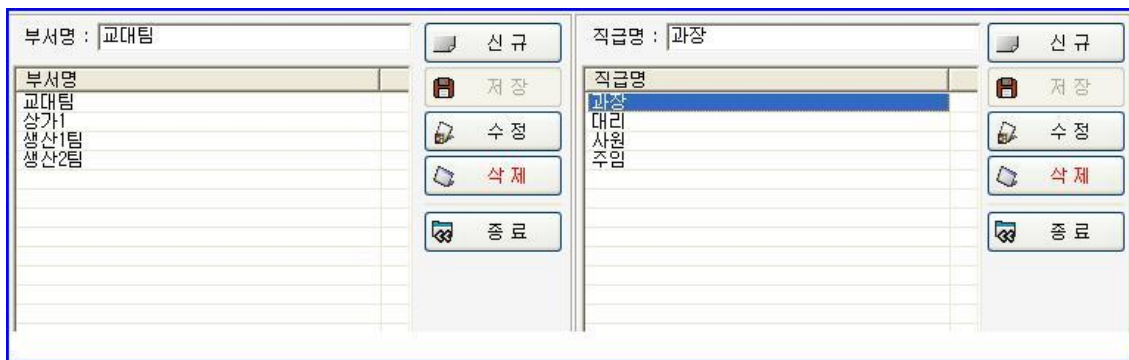 부서명 : 교대팀
신 규
부서명
저 장
교대팀
상가1
생산1팀
생산2팀
수 정
삭 제
종 료
직급명 : 과장
신 규
직급명
저 장
과장
대리
사원
주임
수 정
삭 제
종 료